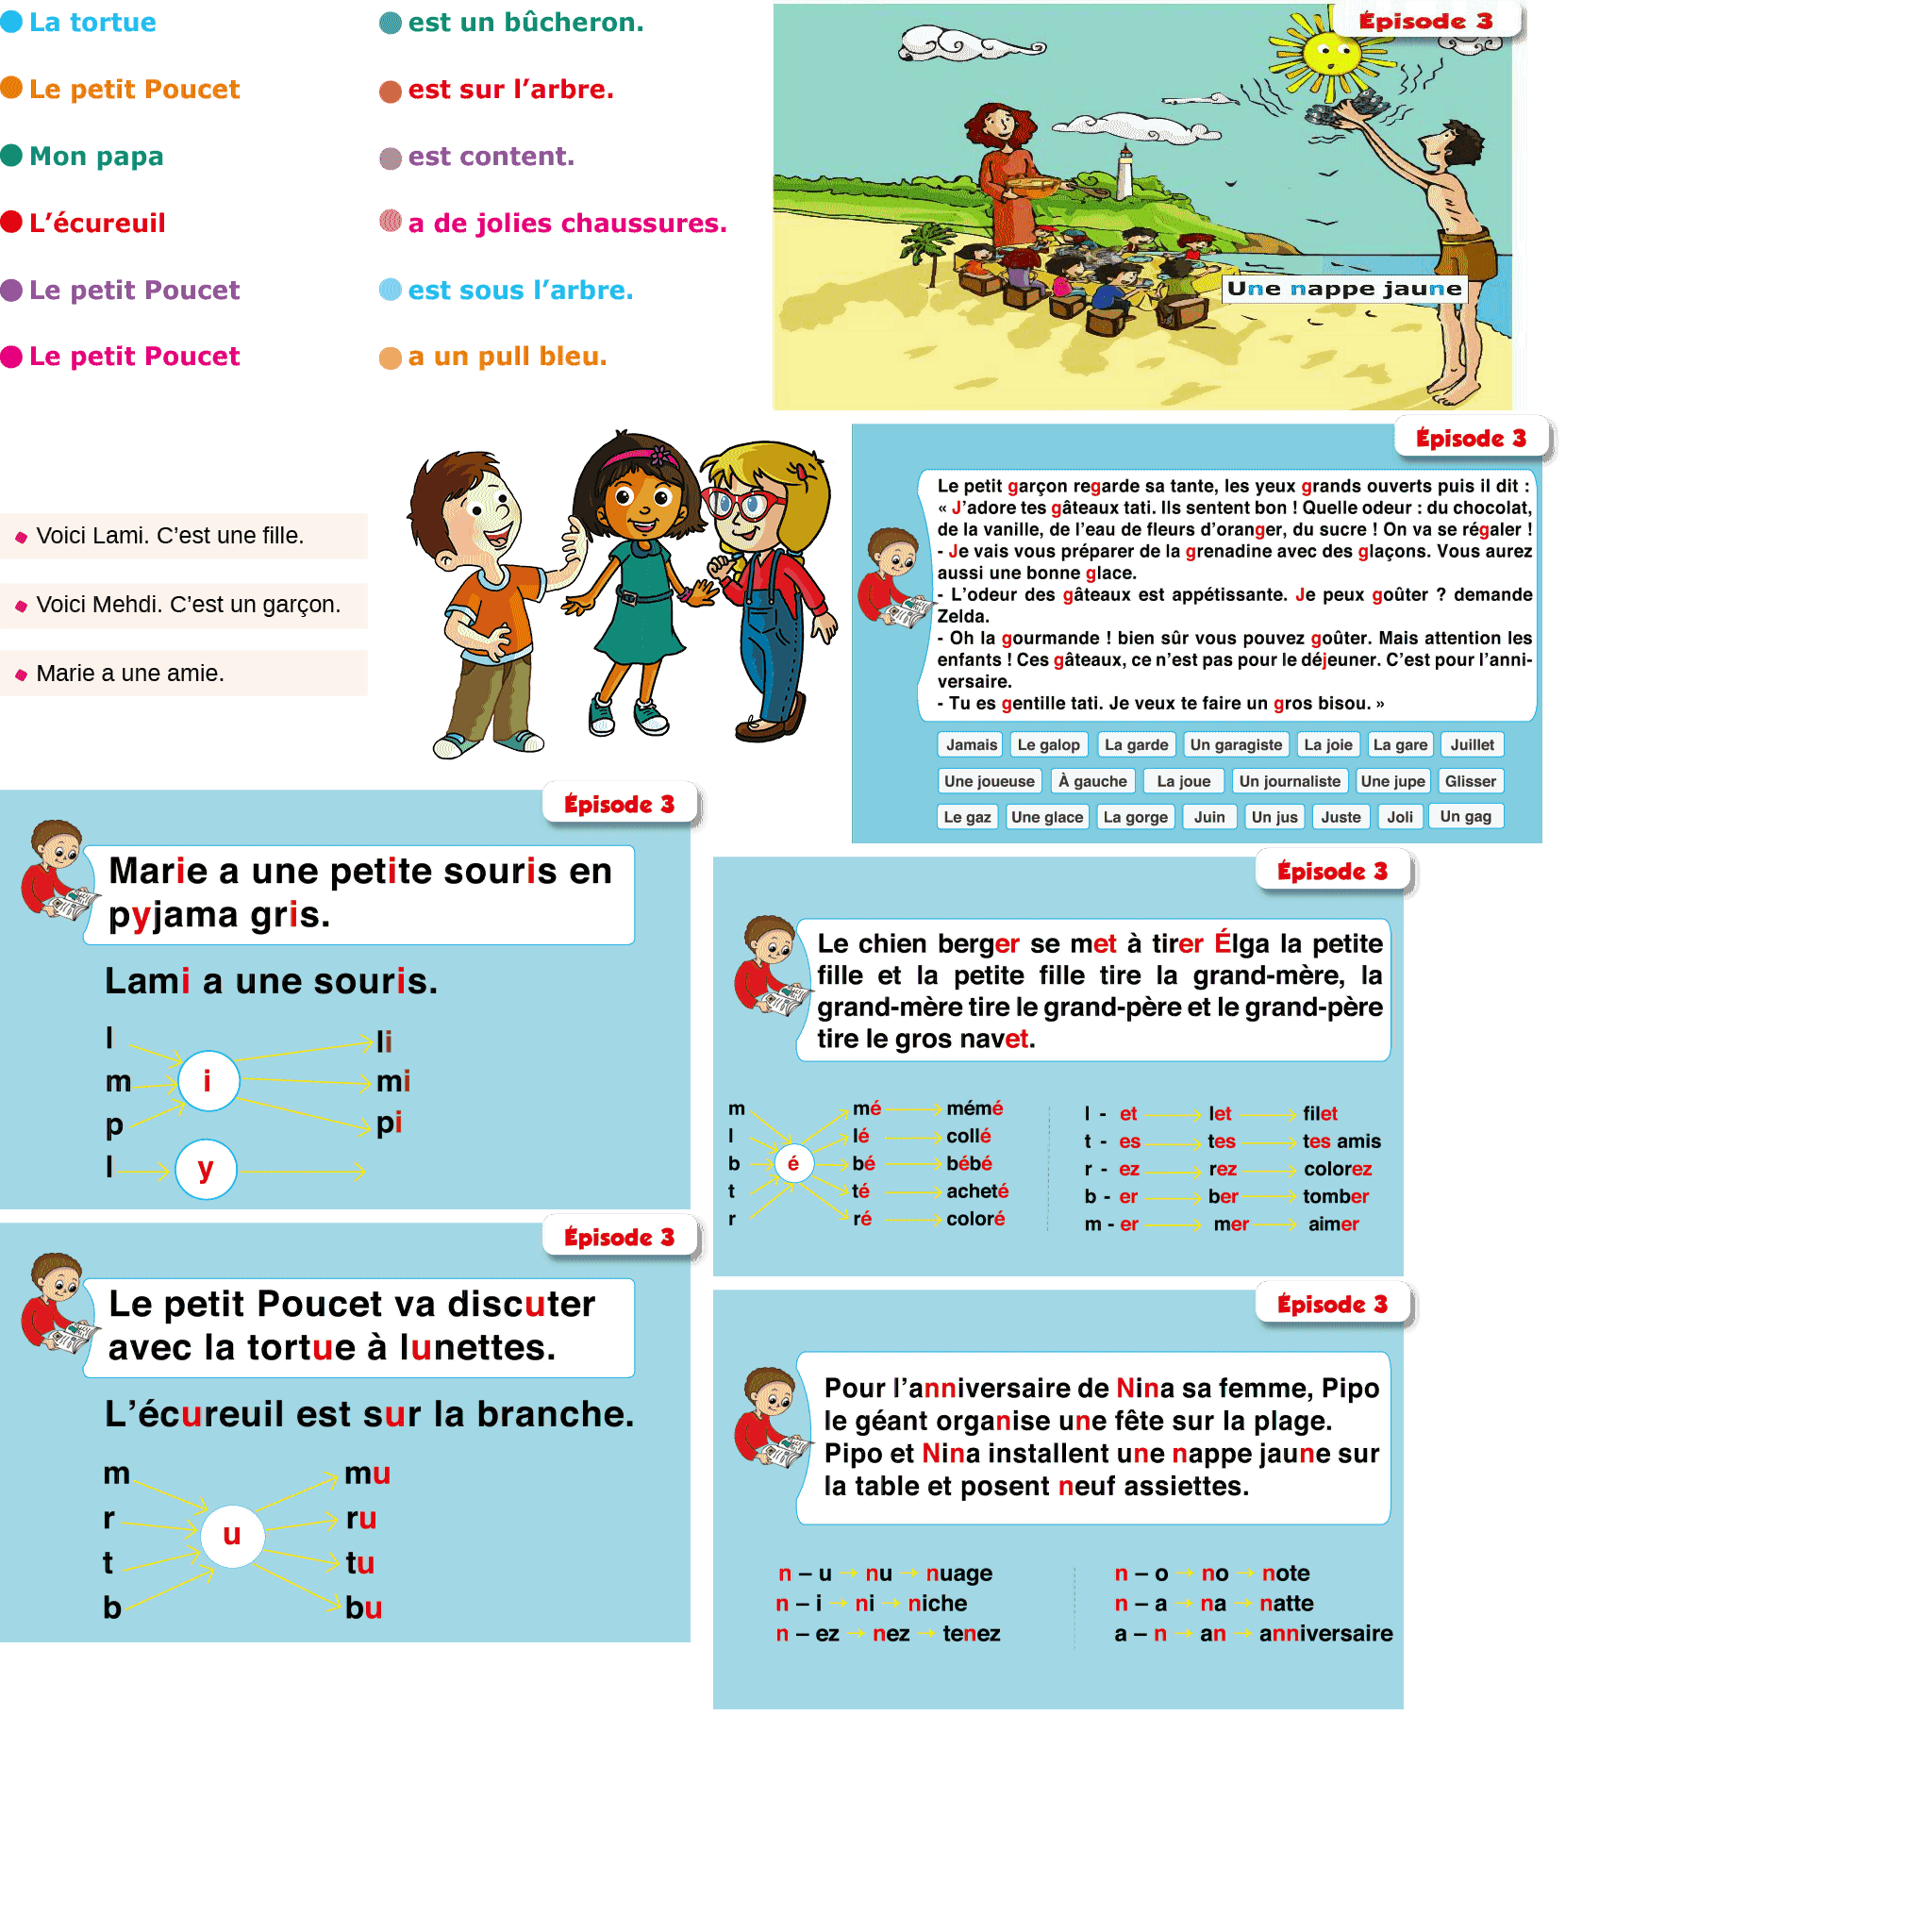 La tortue
est un bûcheron.
Le petit Poucet
est sur l’arbre.
Mon papa
est content.
L’écureuil
a de jolies chaussures.
Le petit Poucet
est sous l’arbre.
Le petit Poucet
a un pull bleu.
Épisode 3
Une nappe jaune
Voici Lami. C’est une fille.
Voici Mehdi. C’est un garçon.
Marie a une amie.
Épisode 3
Le petit garçon regarde sa tante, les yeux grands ouverts puis il dit :
« J’adore tes gâteaux tati. Ils sentent bon ! Quelle odeur : du chocolat,
de la vanille, de l’eau de fleurs d’oranger, du sucre ! On va se régaler !
- Je vais vous préparer de la grenadine avec des glaçons. Vous aurez
aussi une bonne glace.
- L’odeur des gâteaux est appétissante. Je peux goûter ? demande
Zelda.
- Oh la gourmande ! bien sûr vous pouvez goûter. Mais attention les
enfants ! Ces gâteaux, ce n’est pas pour le déjeuner. C’est pour l’anni-
versaire.
- Tu es gentille tati. Je veux te faire un gros bisou. »
Jamais Le galop La garde Un garagiste La joie La gare Juillet
Une joueuse À gauche La joue Un journaliste Une jupe Glisser
Le gaz Une glace La gorge Juin Un jus Juste Joli Un gag
Épisode 3
Marie a une petite souris en
pyjama gris.
Lami a une souris.
l
li
m
i
mi
p
pi
l
y
Épisode 3
Le chien berger se met à tirer Élga la petite
fille et la petite fille tire la grand-mère, la
grand-mère tire le grand-père et le grand-père
tire le gros navet.
m mé mémé
l lé collé
b é bé bébé
t té acheté
r ré coloré
l - et let filet
t - es tes tes amis
r - ez rez colorez
b - er ber tomber
m - er mer aimer
Épisode 3
Le petit Poucet va discuter
avec la tortue à lunettes.
L’écureuil est sur la branche.
m mu
r ru
u
t tu
b bu
Épisode 3
Pour l’anniversaire de Nina sa femme, Pipo
le géant organise une fête sur la plage.
Pipo et Nina installent une nappe jaune sur
la table et posent neuf assiettes.
n – u → nu → nuage
n – i → ni → niche
n – ez → nez → tenez
n – o → no → note
n – a → na → natte
a – n → an → anniversaire